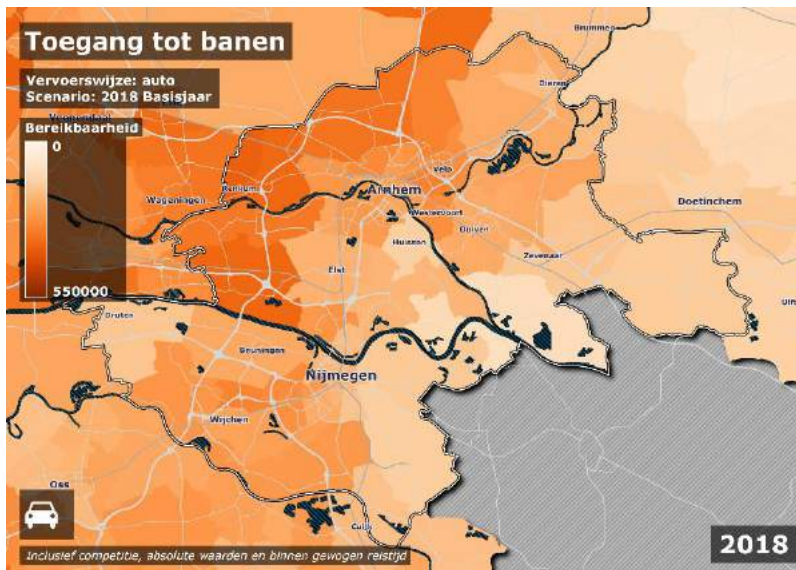 Toegang tot banen
Vervoerswijze: auto
Scenario: 2018 Basisjaar
Bereikbaarheid
0
550000
Brummen
Dieren
Veenendaal
Wageningen
Renkum
Velp
Arnhem
Westervoort
Doetinchem
Huissen
Duiven
Zevenaar
Elst
Druten
Beuningen
Nijmegen
Wijchen
Oss
Cuijk
2018
Inclusief competitie, absolute waarden en binnen gewogen reistijd